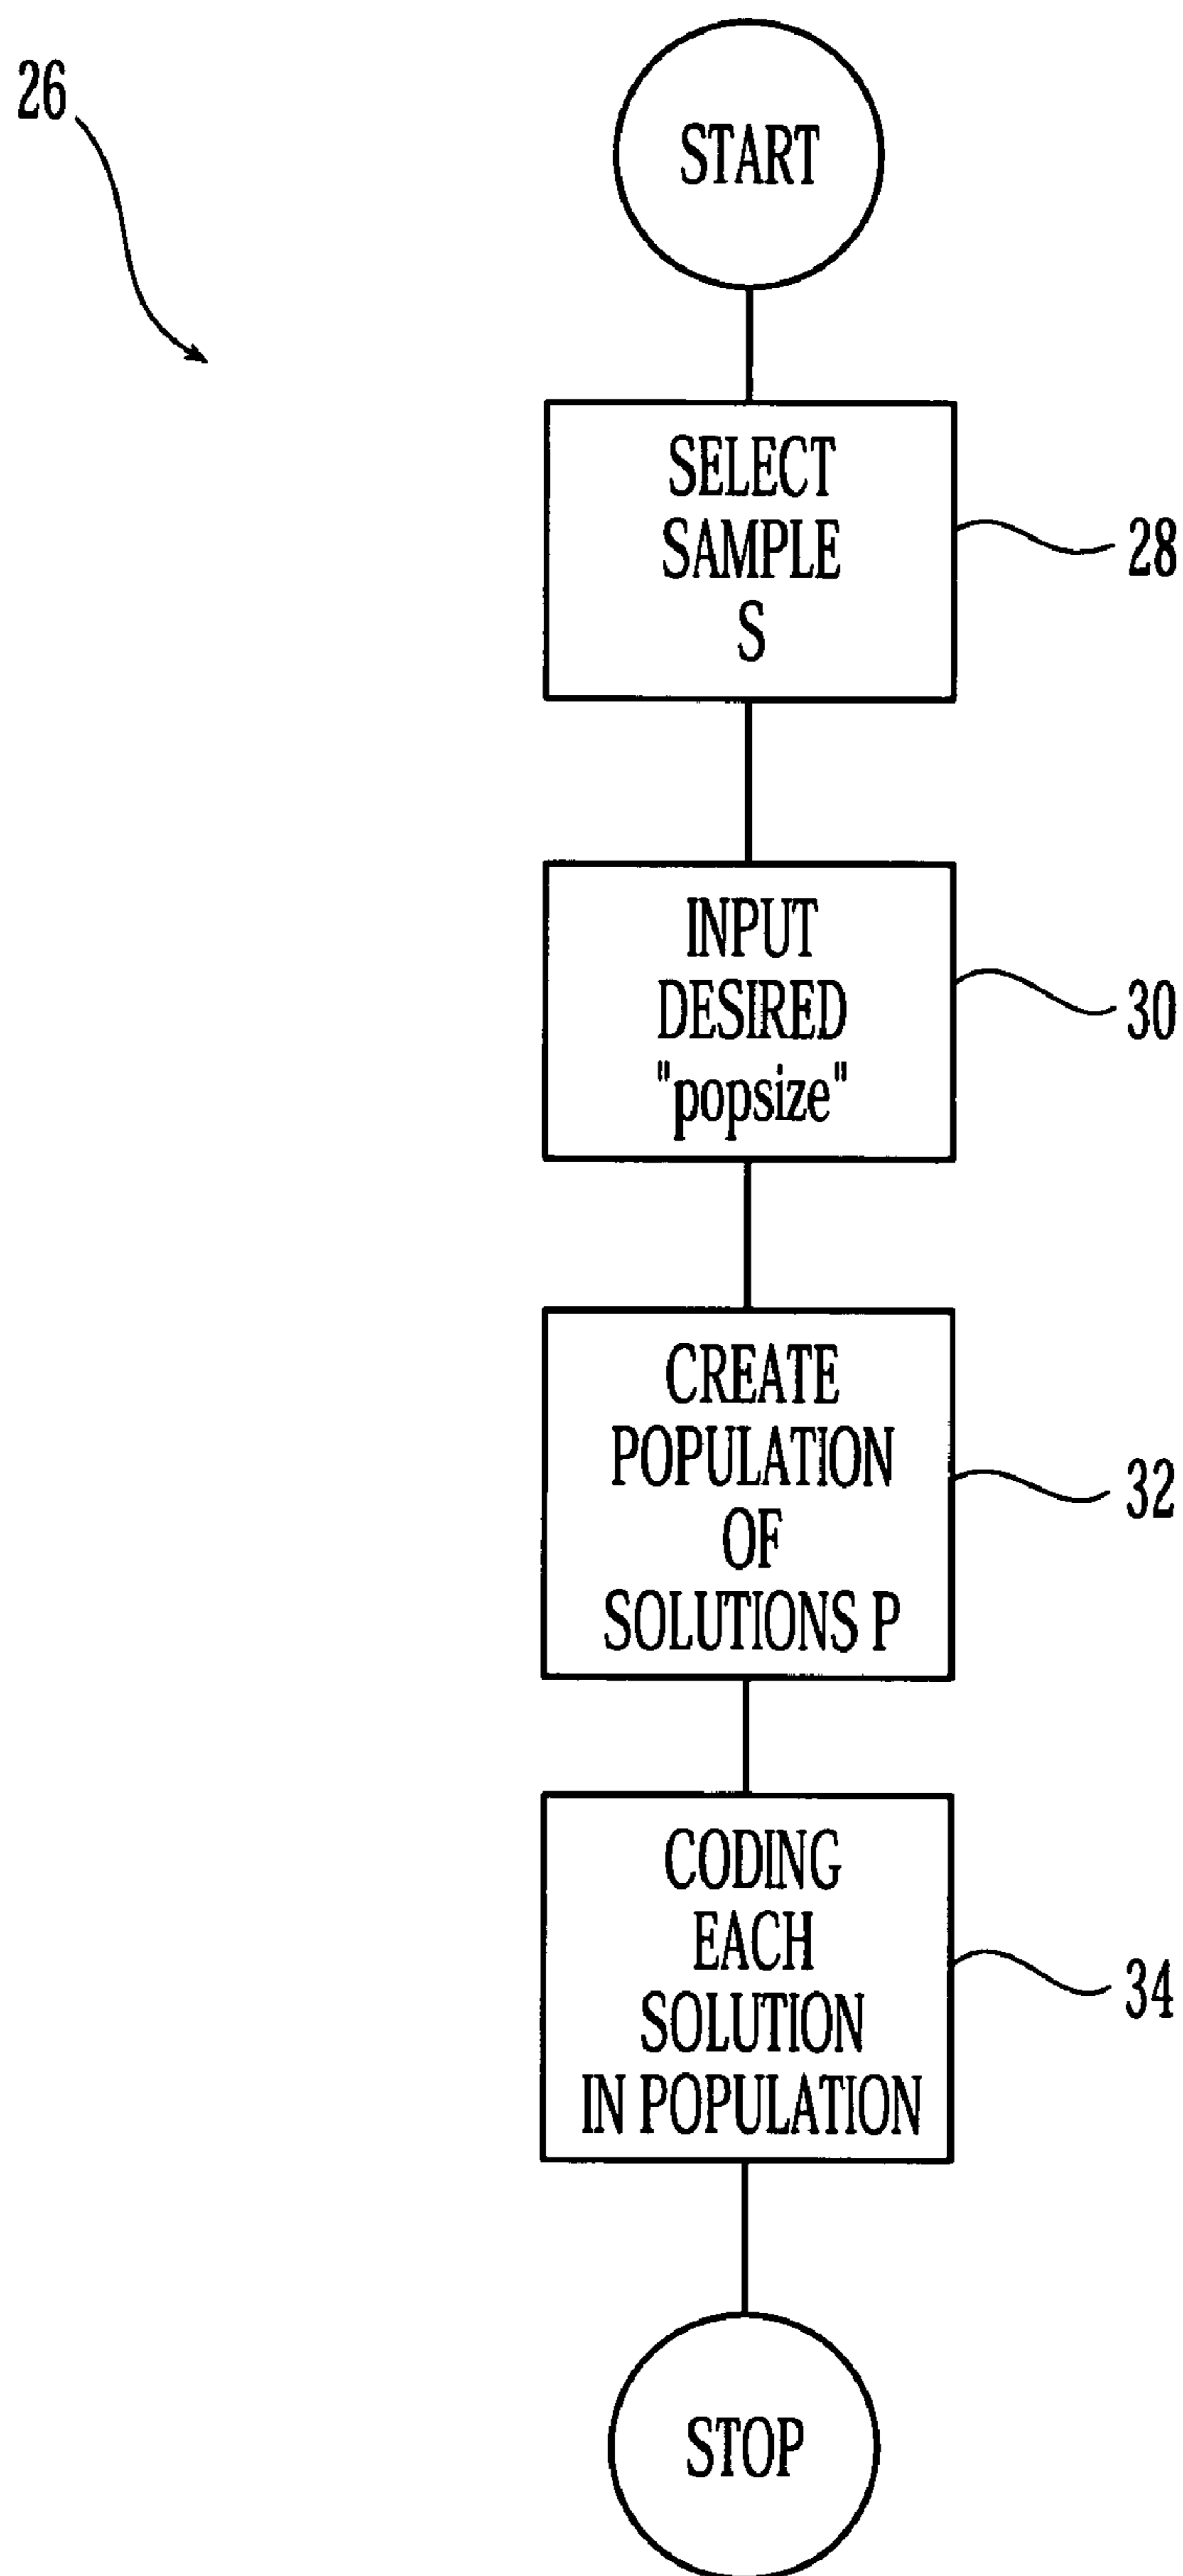 26
START
SELECT
SAMPLE
S
28
INPUT
DESIRED
"popsize"
30
CREATE
POPULATION
OF
SOLUTIONS P
32
CODING
EACH
SOLUTION
IN POPULATION
34
STOP